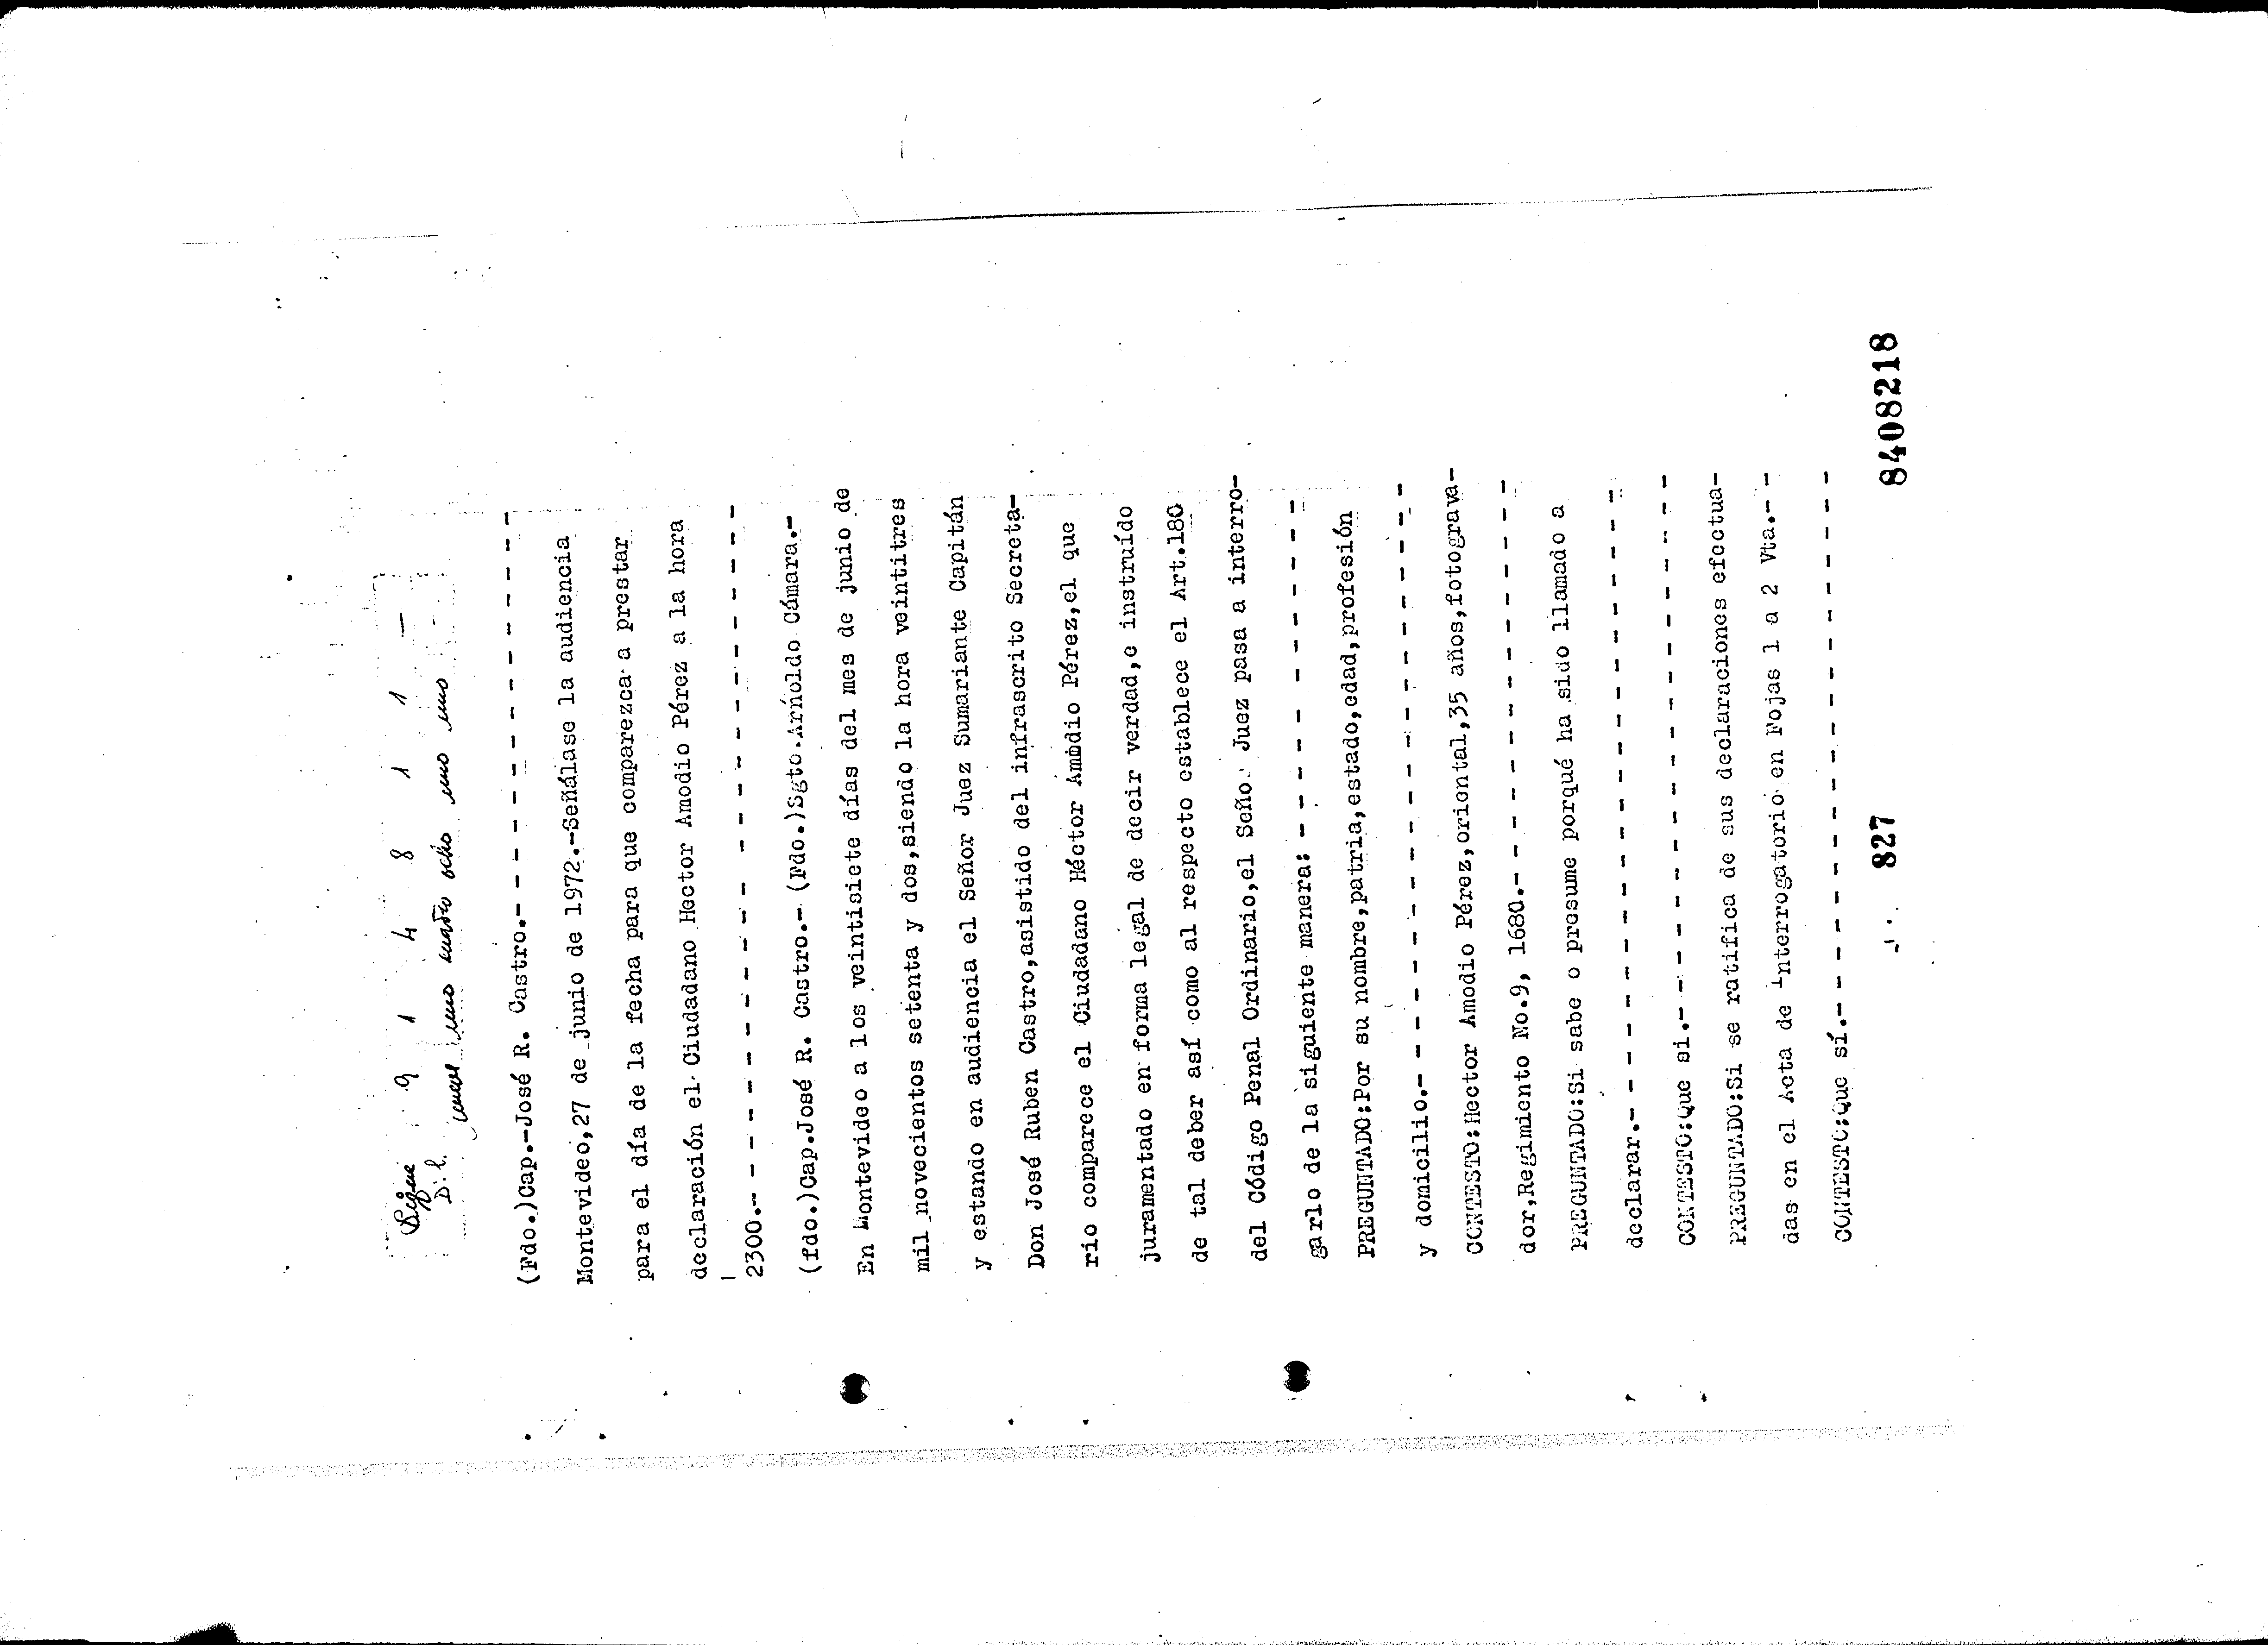 Sigue 9 1 4 8 1 1 -
D.l. nueve uno cuatro ocho uno uno uno
(Fdo.)Cap.-José R. Castro.- - - - - - - - - - - - - - -
Montevideo,27 de junio de 1972.-Señálase la audiencia
para el día de la fecha para que comparezca a prestar
declaración el Ciudadano Hector Amodio Pérez a la hora
2300.- - - - - - - - - - - - - - - - - - - -
(fdo.)Cap.José R. Castro.- (Fdo.)Sgto.Arnoldo Cámara.-
En Montevideo a los veintisiete días del mes de junio de
mil novecientos setenta y dos,siendo la hora veintitres
y estando en audiencia el Señor Juez Sumariante Capitán
Don José Ruben Castro,asistido del infrascrito Secreta-
rio comparece el Ciudadano Héctor Amodio Pérez,el que
juramentado en forma legal de decir verdad,e instruído
de tal deber así como al respecto establece el Art.180
del Código Penal Ordinario,el Señor Juez pasa a interro-
garlo de la siguiente manera: - - - - - - - - - - -
PREGUNTADO:Por su nombre,patria,estado,edad,profesión
y domicilio.- - - - - - - - - - - - - - - - - -
CONTESTO:Hector Amodio Pérez,oriental,35 años,fotograva-
dor,Regimiento No.9, 1680.- - - - - - - - - - - - -
PREGUNTADO:Si sabe o presume porqué ha sido llamado a
declarar.- - - - - - - - - - - - - - - - - - -
CONTESTO:Que si.- - - - - - - - - - - - - - - -
PREGUNTADO:Si se ratifica de sus declaraciones efectua-
das en el Acta de Interrogatorio en Fojas 1 a 2 Vta.- -
CONTESTO:Que sí.- - - - - - - - - - - - - - - -
827 8408218